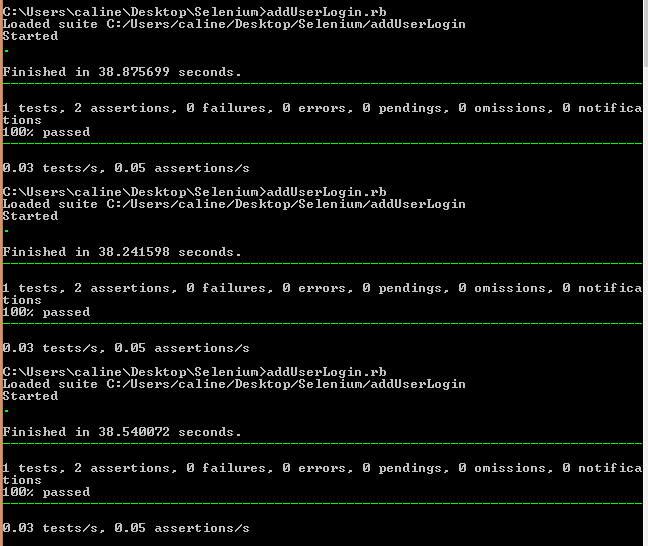 C:\Users\caline\Desktop\Selenium>addUserLogin.rb
Loaded suite C:/Users/caline/Desktop/Selenium/addUserLogin
Started
.
Finished in 38.875699 seconds.
1 tests, 2 assertions, 0 failures, 0 errors, 0 pendings, 0 omissions, 0 notifica
tions
100% passed
0.03 tests/s, 0.05 assertions/s
C:\Users\caline\Desktop\Selenium>addUserLogin.rb
Loaded suite C:/Users/caline/Desktop/Selenium/addUserLogin
Started
.
Finished in 38.241598 seconds.
1 tests, 2 assertions, 0 failures, 0 errors, 0 pendings, 0 omissions, 0 notifica
tions
100% passed
0.03 tests/s, 0.05 assertions/s
C:\Users\caline\Desktop\Selenium>addUserLogin.rb
Loaded suite C:/Users/caline/Desktop/Selenium/addUserLogin
Started
.
Finished in 38.540072 seconds.
1 tests, 2 assertions, 0 failures, 0 errors, 0 pendings, 0 omissions, 0 notifica
tions
100% passed
0.03 tests/s, 0.05 assertions/s